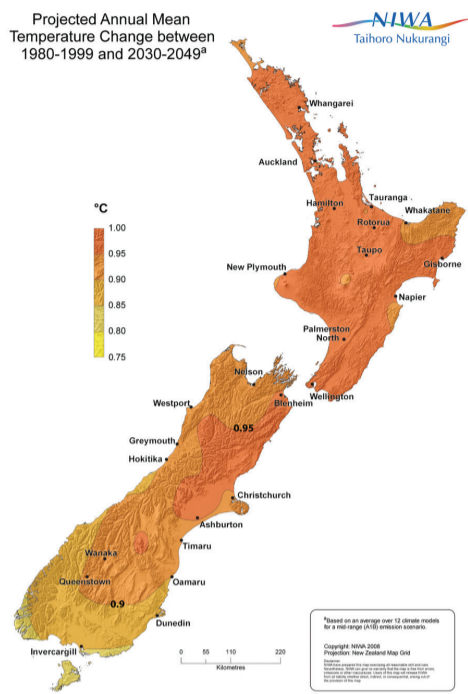 Projected Annual Mean
Temperature Change between
1980-1999 and 2030-2049a
NIWA
Taihoro Nukurangi
Whangarei
Auckland
Hamilton
Tauranga
Whakatane
Rotorua
Taupo
Gisborne
New Plymouth
Napier
Palmerston
North
Wellington
°C
1.00
0.95
0.90
0.85
0.80
0.75
Nelson
Blenheim
Westport
0.95
Greymouth
Hokitika
Christchurch
Ashburton
Timaru
Wanaka
Queenstown
Oamaru
0.9
Dunedin
Invercargill
0 55 110 220
Kilometres
aBased on an average over 12 climate models
for a mid-range (A1B) emission scenario.
Copyright: NIWA 2008
Projection: New Zealand Map Grid
Disclaimer